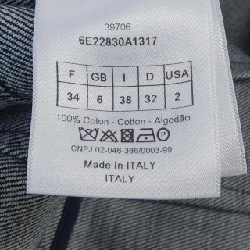 09706
6E22830A1317
F GB I D USA
34 6 38 32 2
100% Coton - Cotton - Algodão
CNPJ 02-046-356/0003-99
Made in ITALY
ITALY